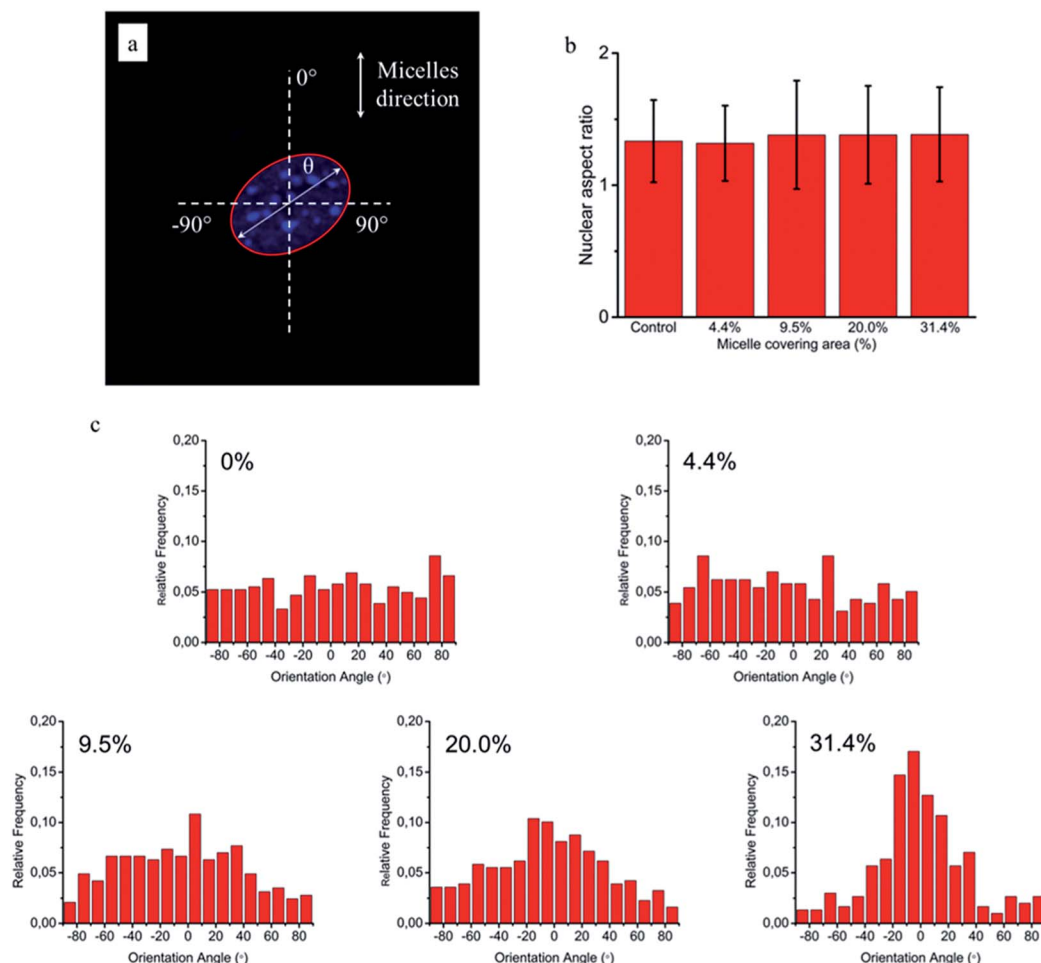 a
0°
Micelles
direction
θ
-90°
90°
b
2
1
0
Nuclear aspect ratio
Control 4.4% 9.5% 20.0% 31.4%
Micelle covering area (%)
c
0%
0,20
0,15
0,10
0,05
0,00
Relative Frequency
-80 -60 -40 -20 0 20 40 60 80
Orientation Angle (°)
4.4%
0,20
0,15
0,10
0,05
0,00
Relative Frequency
-80 -60 -40 -20 0 20 40 60 80
Orientation Angle (°)
9.5%
0,20
0,15
0,10
0,05
0,00
Relative Frequency
-80 -60 -40 -20 0 20 40 60 80
Orientation Angle (°)
20.0%
0,20
0,15
0,10
0,05
0,00
Relative Frequency
-80 -60 -40 -20 0 20 40 60 80
Orientation Angle (°)
31.4%
0,20
0,15
0,10
0,05
0,00
Relative Frequency
-80 -60 -40 -20 0 20 40 60 80
Orientation Angle (°)